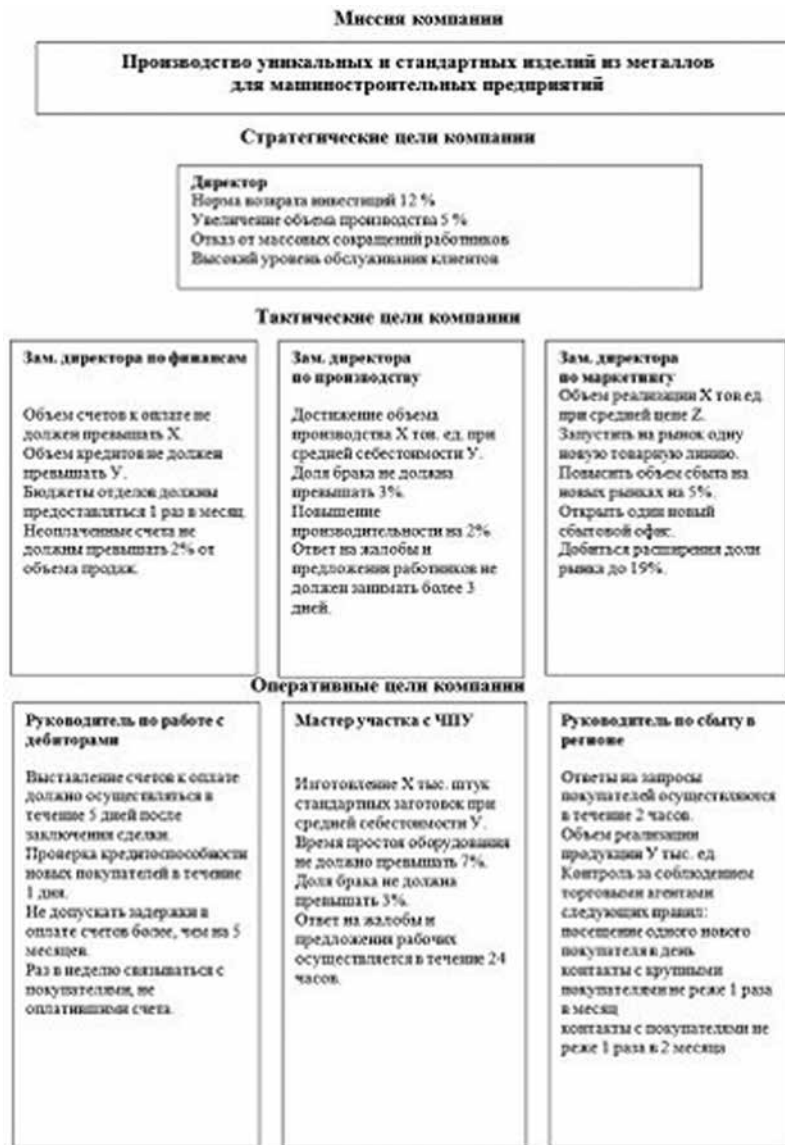 Миссия компании
Производство уникальных и стандартных изделий из металлов
для машиностроительных предприятий
Стратегические цели компании
Директор
Норма возврата инвестиций 12 %
Увеличение объема производства 5 %
Отказ от массовых сокращений работников
Высокий уровень обслуживания клиентов
Тактические цели компании
Зам. директора по финансам
Объем счетов к оплате не
должен превышать X.
Объем кредитов не должен
превышать У.
Бюджеты отделов должны
предоставляться 1 раз в месяц.
Неоплаченные счета не
должны превышать 2% от
объема продаж.
Зам. директора
по производству
Достижение объема
производства X тов. ед. при
средней себестоимости У.
Доля брака не должна
превышать 3%.
Повышение
производительности на 2%
Ответ на жалобы и
предложения работников не
должен занимать более 3
дней.
Зам. директора
по маркетингу
Объем реализации X тов ед.
при средней цене Z.
Запустить на рынок одну
новую товарную линию.
Повысить объем сбыта на
новых рынках на 5%.
Открыть один новый
сбытовой офис.
Добиться расширения доли
рынка до 19%.
Оперативные цели компании
Руководитель по работе с
дебиторами
Выставление счетов к оплате
должно осуществляться в
течение 5 дней после
заключения сделки.
Проверка кредитоспособности
новых покупателей в течение
1 дня.
Не допускать задержки в
оплате счетов более, чем на 5
месяцев.
Раз в неделю связываться с
покупателями, не
оплатившими счета.
Мастер участка с ЧПУ
Изготовление X тыс. штук
стандартных заготовок при
средней себестоимости У.
Время простоя оборудования
не должно превышать 7%.
Доля брака не должна
превышать 3%.
Ответ на жалобы и
предложения рабочих
осуществляется в течение 24
часов.
Руководитель по сбыту в
регионе
Ответы на запросы
покупателей осуществляются
в течение 2 часов.
Объем реализации
продукции У тыс. ед.
Контроль за соблюдением
торговыми агентами
следующих правил:
посещение одного нового
покупателя в день
контакты с крупными
покупателями не реже 1 раза
в месяц
контакты с покупателями не
реже 1 раза в 2 месяца